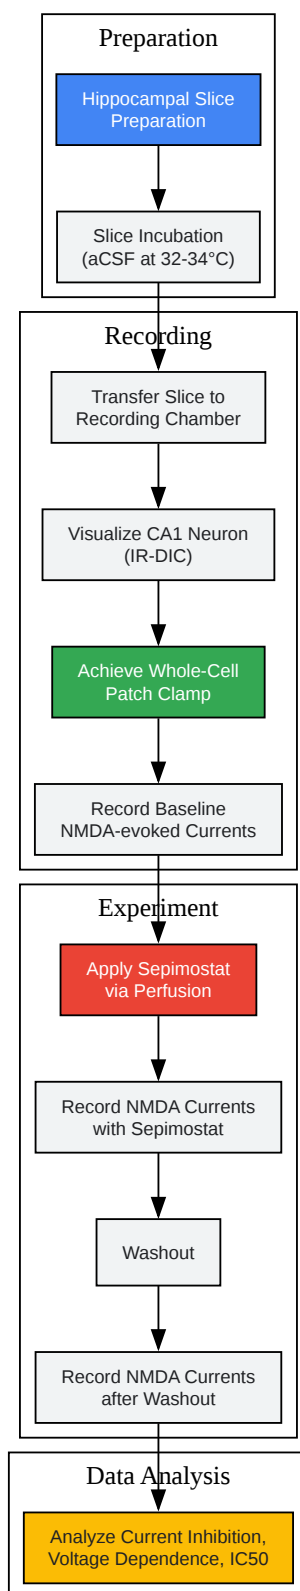 Preparation
Hippocampal Slice
Preparation
Slice Incubation
(aCSF at 32-34°C)
Recording
Transfer Slice to
Recording Chamber
Visualize CA1 Neuron
(IR-DIC)
Achieve Whole-Cell
Patch Clamp
Record Baseline
NMDA-evoked Currents
Experiment
Apply Sepimostat
via Perfusion
Record NMDA Currents
with Sepimostat
Washout
Record NMDA Currents
after Washout
Data Analysis
Analyze Current Inhibition,
Voltage Dependence, IC50